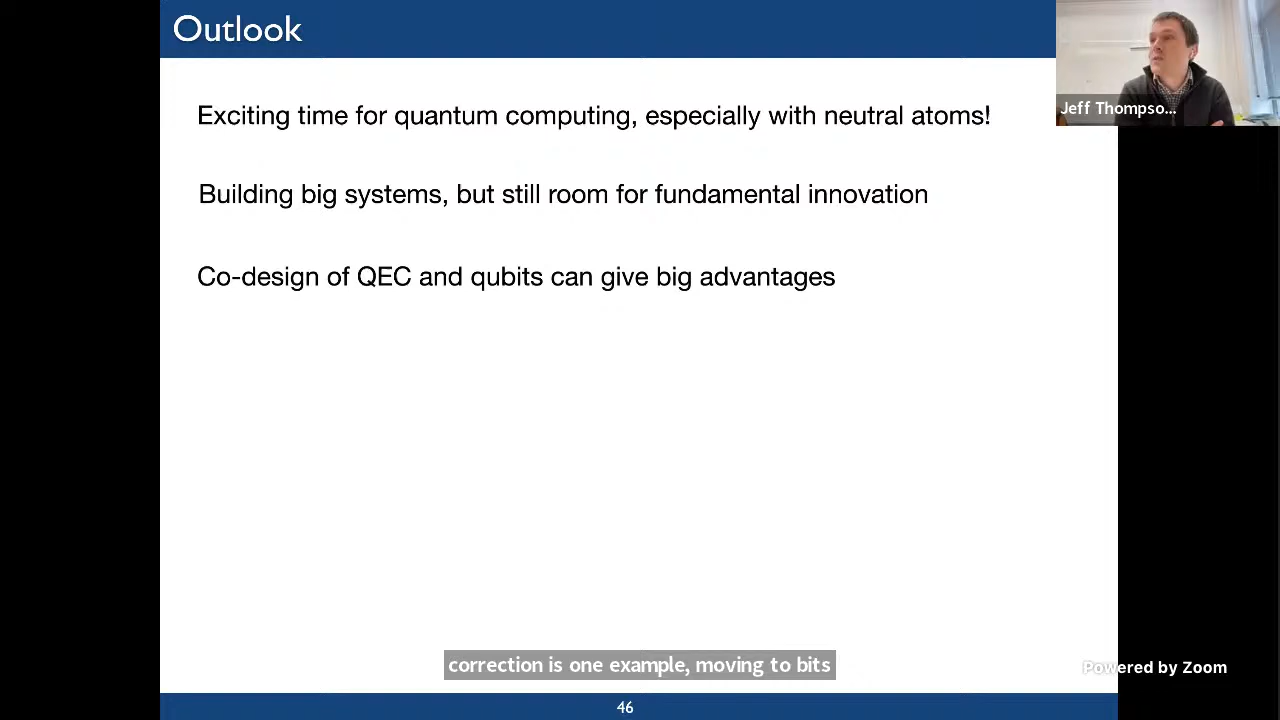 Outlook
Jeff Thompso...
Exciting time for quantum computing, especially with neutral atoms!
Building big systems, but still room for fundamental innovation
Co-design of QEC and qubits can give big advantages
correction is one example, moving to bits
Powered by Zoom
46